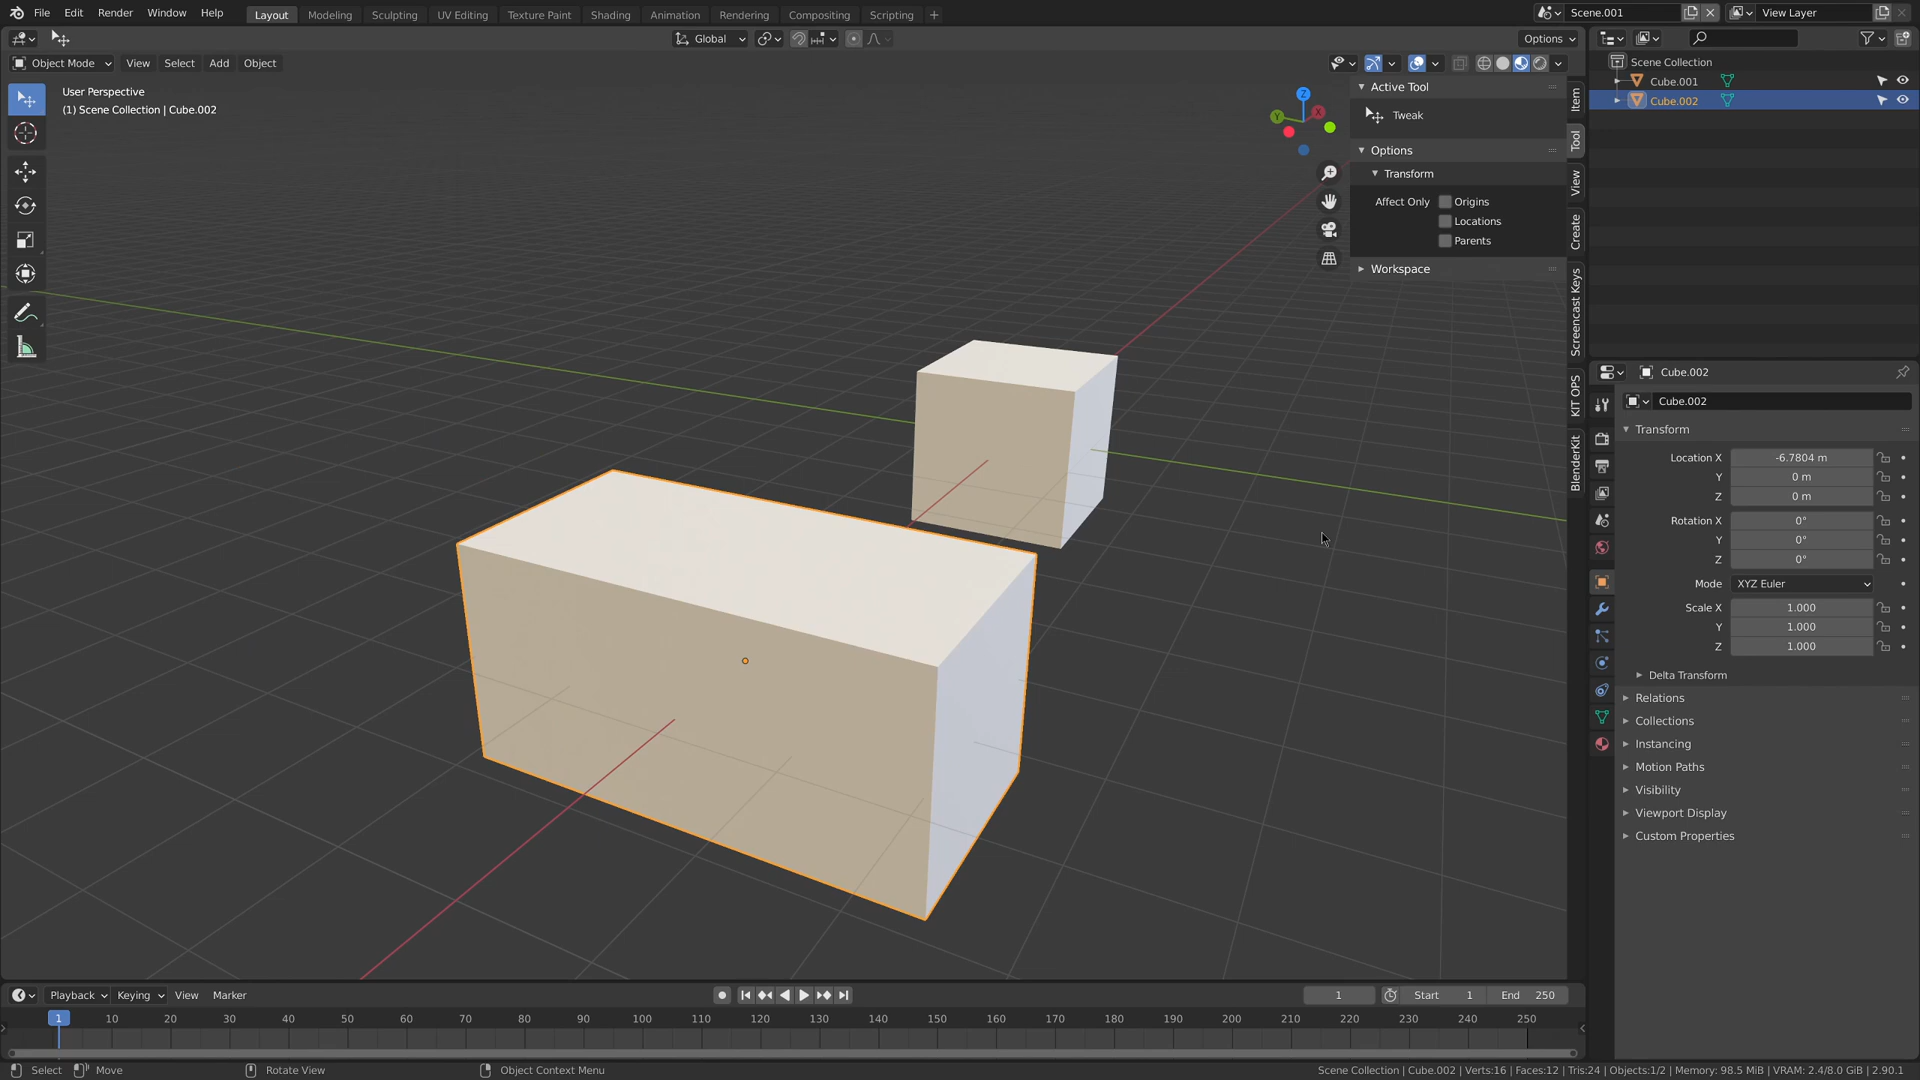 File Edit Render Window Help Layout Modeling Sculpting UV Editing Texture Paint Shading Animation Rendering Compositing Scripting + Scene.001 View Layer
Global Options
Object Mode View Select Add Object
User Perspective
(1) Scene Collection | Cube.002
Z
Y
X
Active Tool
Tweak
Options
Transform
Affect Only Origins
Locations
Parents
Workspace
Item
Tool
View
Create
Screencast Keys
KIT OPS
BlenderKit
Scene Collection
Cube.001
Cube.002
Cube.002
Cube.002
Transform
Location X -6.7804 m
Y 0 m
Z 0 m
Rotation X 0°
Y 0°
Z 0°
Mode XYZ Euler
Scale X 1.000
Y 1.000
Z 1.000
Delta Transform
Relations
Collections
Instancing
Motion Paths
Visibility
Viewport Display
Custom Properties
Playback Keying View Marker 1 Start 1 End 250
1 10 20 30 40 50 60 70 80 90 100 110 120 130 140 150 160 170 180 190 200 210 220 230 240 250
Select Move Rotate View Object Context Menu Scene Collection | Cube.002 | Verts:16 | Faces:12 | Tris:24 | Objects:1/2 | Memory: 98.5 MiB | VRAM: 2.4/8.0 GiB | 2.90.1